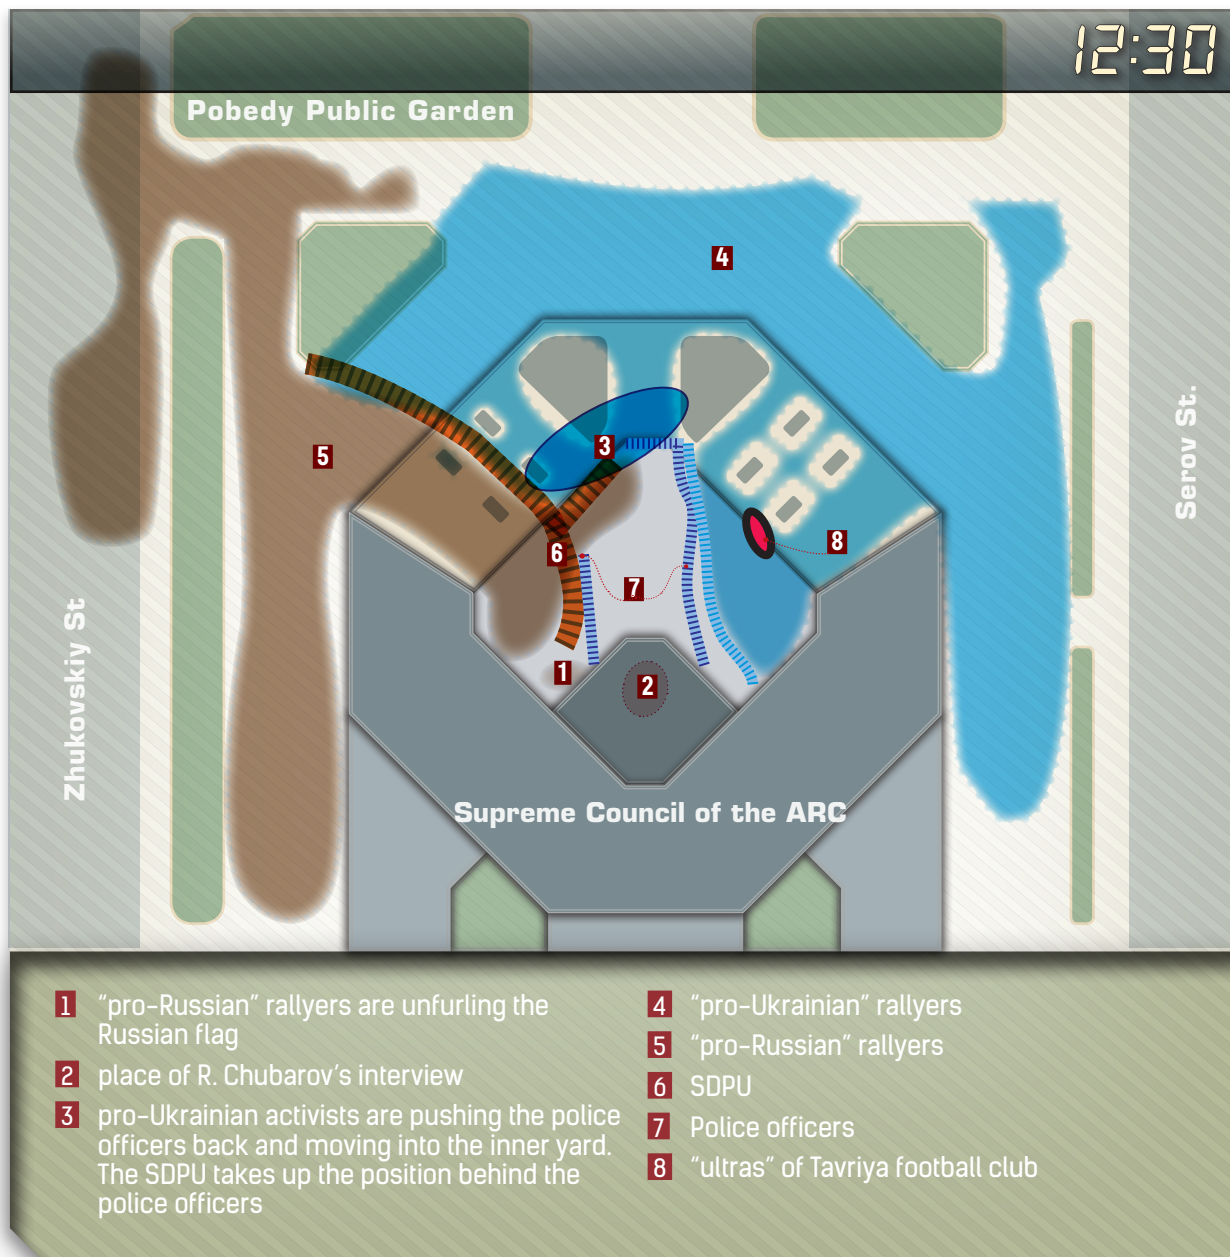 12:30
Pobedy Public Garden
4
3
5
8
6
7
1
2
Serov St.
Zhukovskiy St
Supreme Council of the ARC
1 “pro-Russian” rallyers are unfurling the
Russian flag
2 place of R. Chubarov’s interview
3 pro-Ukrainian activists are pushing the police
officers back and moving into the inner yard.
The SDPU takes up the position behind the
police officers
4 “pro-Ukrainian” rallyers
5 “pro-Russian” rallyers
6 SDPU
7 Police officers
8 “ultras” of Tavriya football club